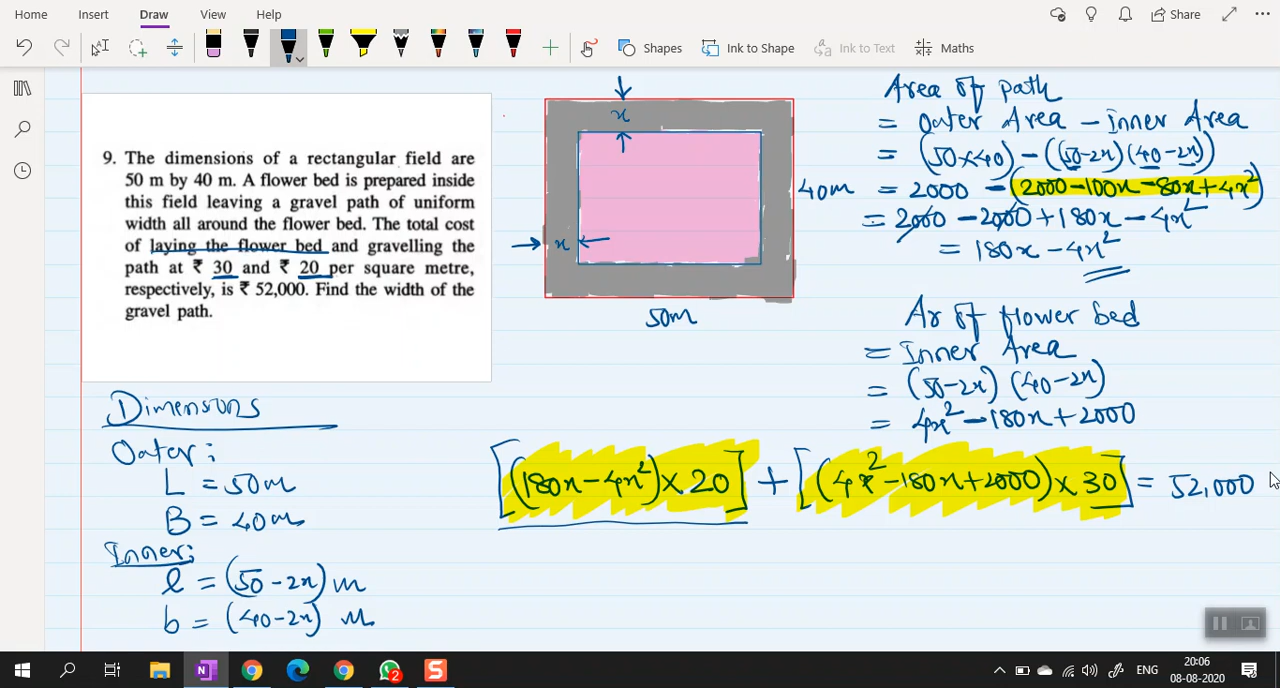 Home Insert Draw View Help
Share
Shapes Ink to Shape Ink to Text Maths
9. The dimensions of a rectangular field are
50 m by 40 m. A flower bed is prepared inside
this field leaving a gravel path of uniform
width all around the flower bed. The total cost
of laying the flower bed and gravelling the
path at ₹ 30 and ₹ 20 per square metre,
respectively, is ₹ 52,000. Find the width of the
gravel path.
x
x
40m
50m
Area of path
= Outer Area - Inner Area
= (50×40) - ((50-2x)(40-2x))
= 2000 - (2000-100x-80x+4x²)
= 2000 - 2000 + 180x - 4x²
= 180x - 4x²
Ar of flower bed
= Inner Area
= (50-2x) (40-2x)
= 4x² - 180x + 2000
Dimensons
Outer:
L = 50m
B = 40m
Inner:
l = (50-2x) m
b = (40-2x) m
[(180x-4x²)×20] + [(4x²-180x+2000)×30] = 52,000
2
ENG
20:06
08-08-2020